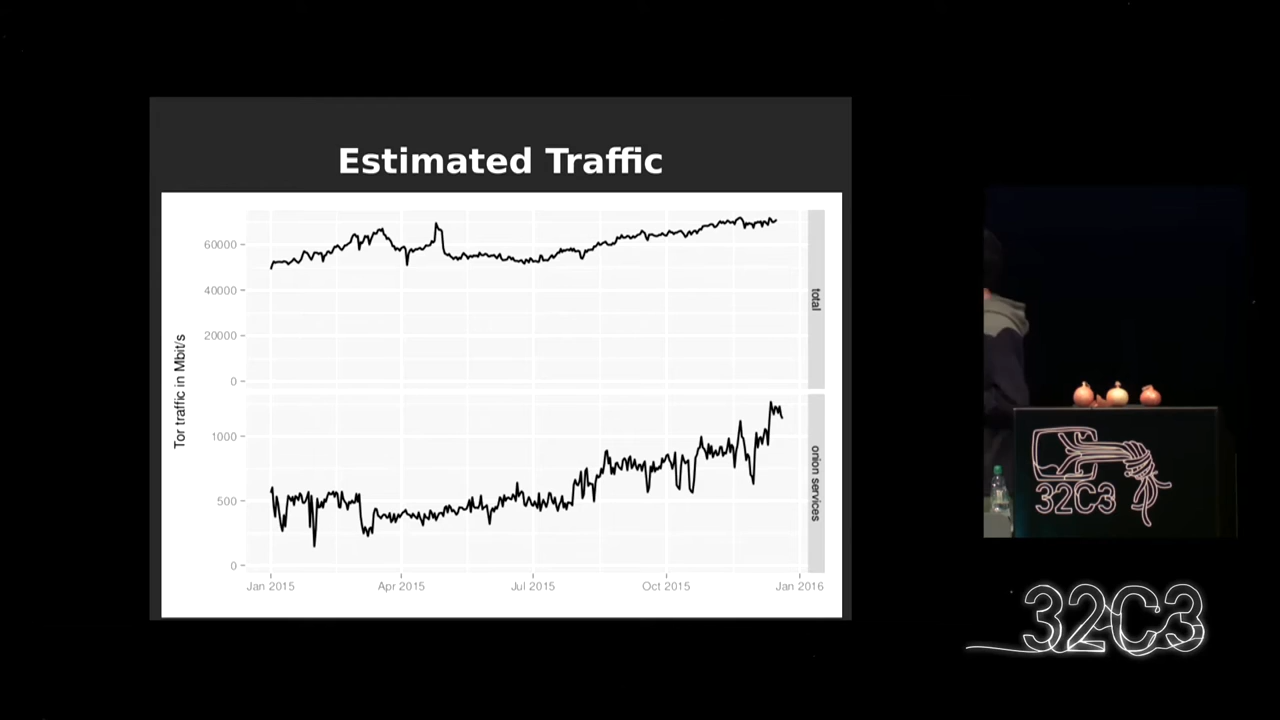 Estimated Traffic
Tor traffic in Mbit/s
60000
40000
20000
0
total
1000
500
0
onion services
Jan 2015
Apr 2015
Jul 2015
Oct 2015
Jan 2016
32C3
32C3